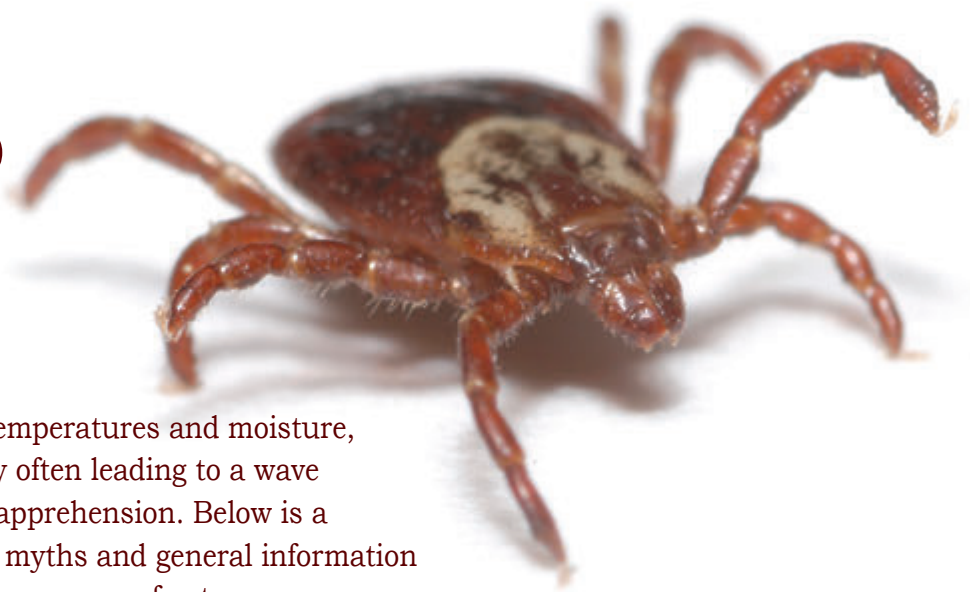 )
emperatures and moisture,
y often leading to a wave
apprehension. Below is a
myths and general information